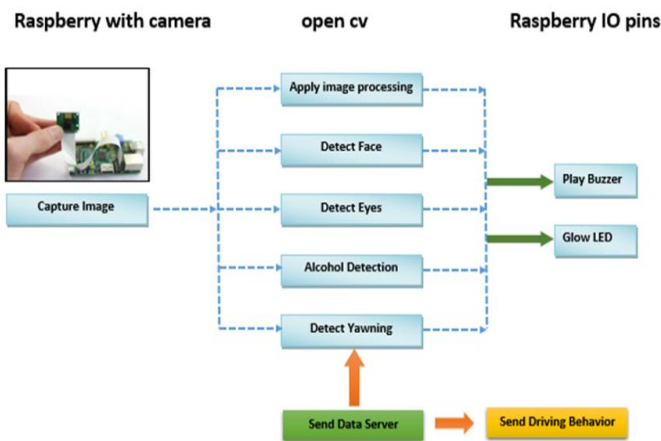 Raspberry with camera
open cv
Raspberry IO pins
Apply image processing
Detect Face
Play Buzzer
Capture Image
Detect Eyes
Glow LED
Alcohol Detection
Detect Yawning
Send Data Server
Send Driving Behavior